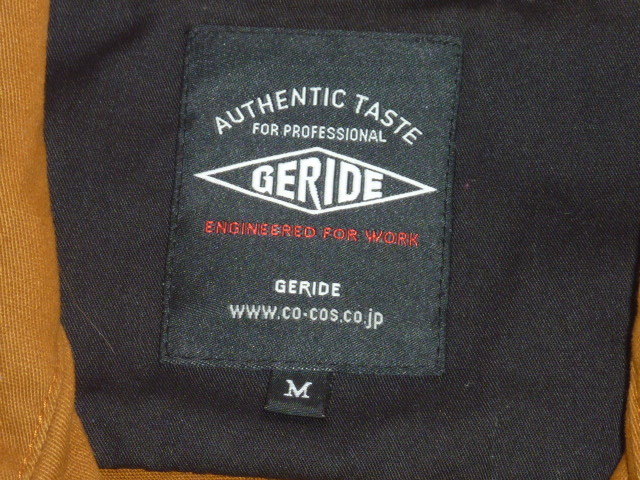 AUTHENTIC TASTE
FOR PROFESSIONAL
GERIDE
ENGINEERED FOR WORK
GERIDE
www.co-cos.co.jp
M